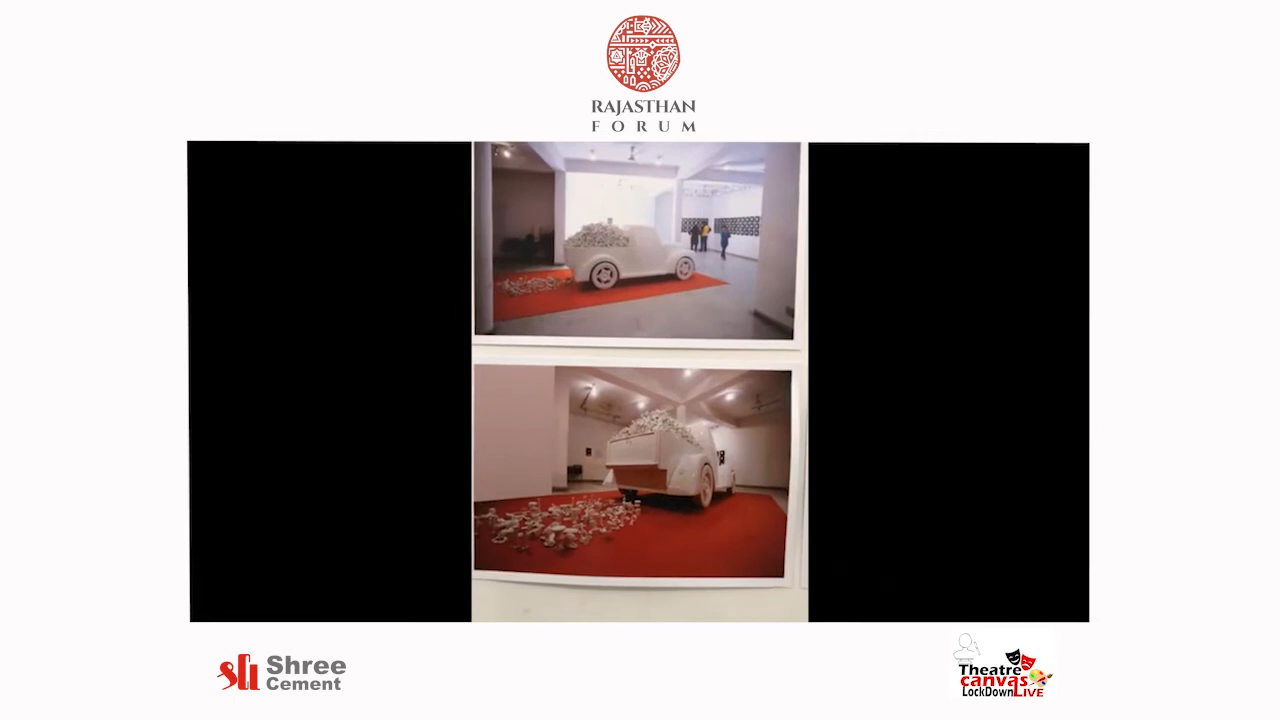 RAJASTHAN
FORUM
Shree
Cement
Theatre
canvas
LockDown LIVE